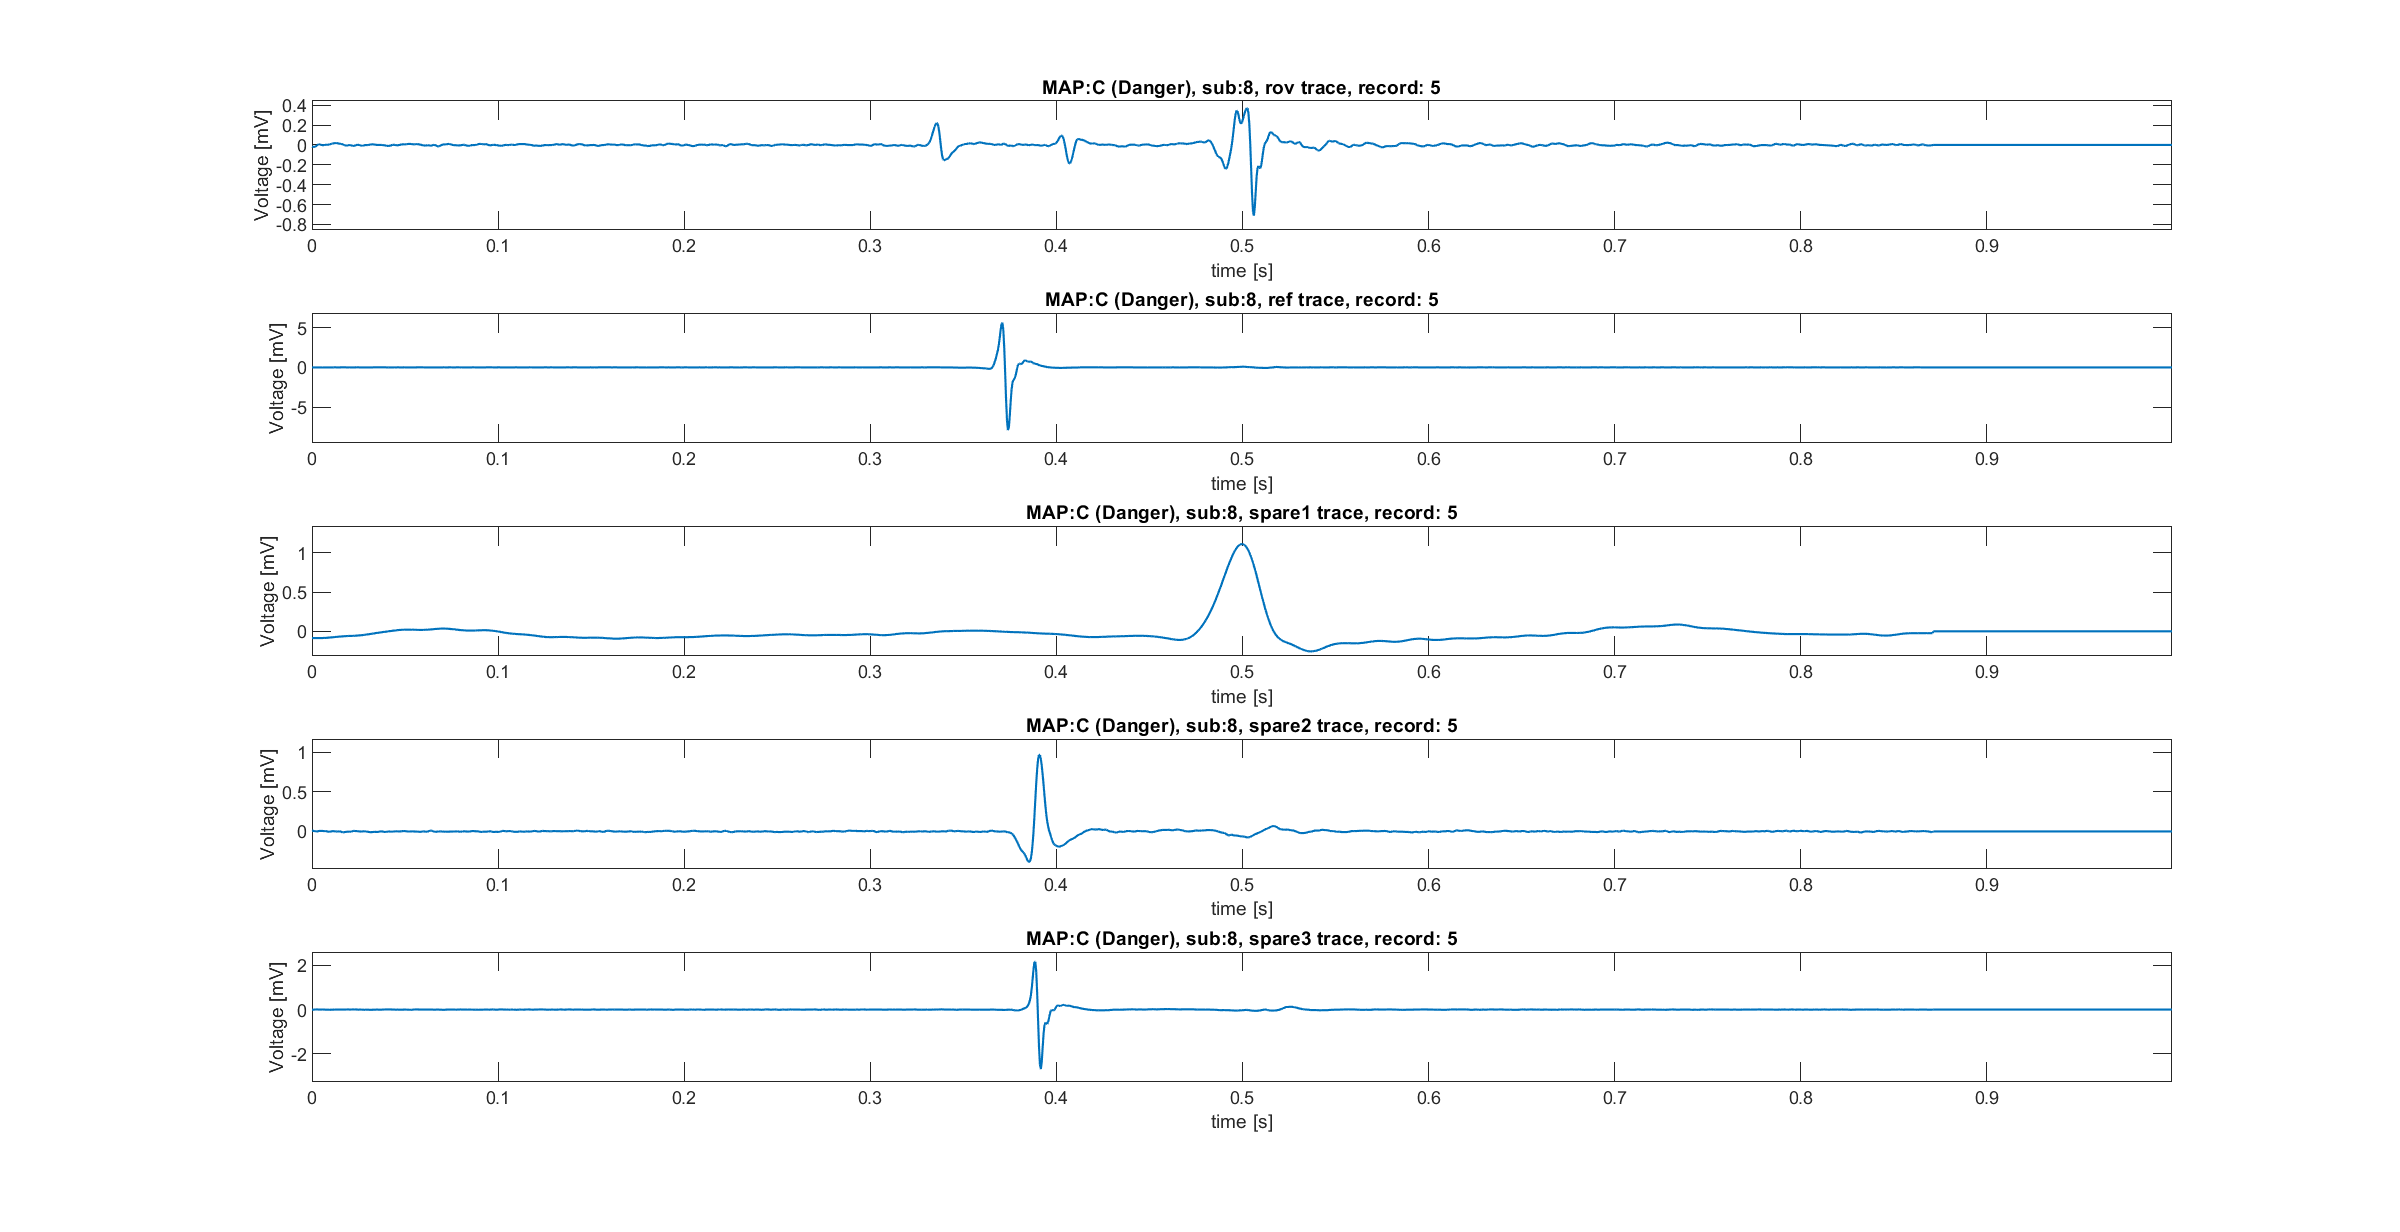 MAP:C (Danger), sub:8, rov trace, record: 5
Voltage [mV]
0.4
0.2
0
-0.2
-0.4
-0.6
-0.8
0 0.1 0.2 0.3 0.4 0.5 0.6 0.7 0.8 0.9
time [s]
MAP:C (Danger), sub:8, ref trace, record: 5
Voltage [mV]
5
0
-5
0 0.1 0.2 0.3 0.4 0.5 0.6 0.7 0.8 0.9
time [s]
MAP:C (Danger), sub:8, spare1 trace, record: 5
Voltage [mV]
1
0.5
0
0 0.1 0.2 0.3 0.4 0.5 0.6 0.7 0.8 0.9
time [s]
MAP:C (Danger), sub:8, spare2 trace, record: 5
Voltage [mV]
1
0.5
0
0 0.1 0.2 0.3 0.4 0.5 0.6 0.7 0.8 0.9
time [s]
MAP:C (Danger), sub:8, spare3 trace, record: 5
Voltage [mV]
2
0
-2
0 0.1 0.2 0.3 0.4 0.5 0.6 0.7 0.8 0.9
time [s]